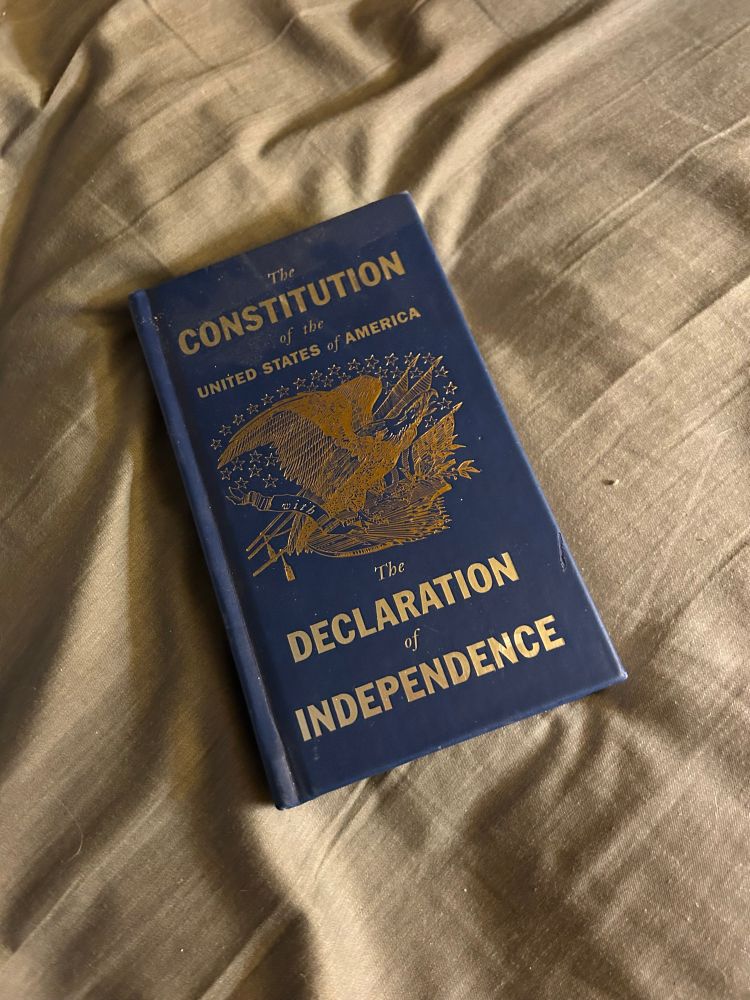 The
CONSTITUTION
of the
UNITED STATES of AMERICA
with
The
DECLARATION
of
INDEPENDENCE